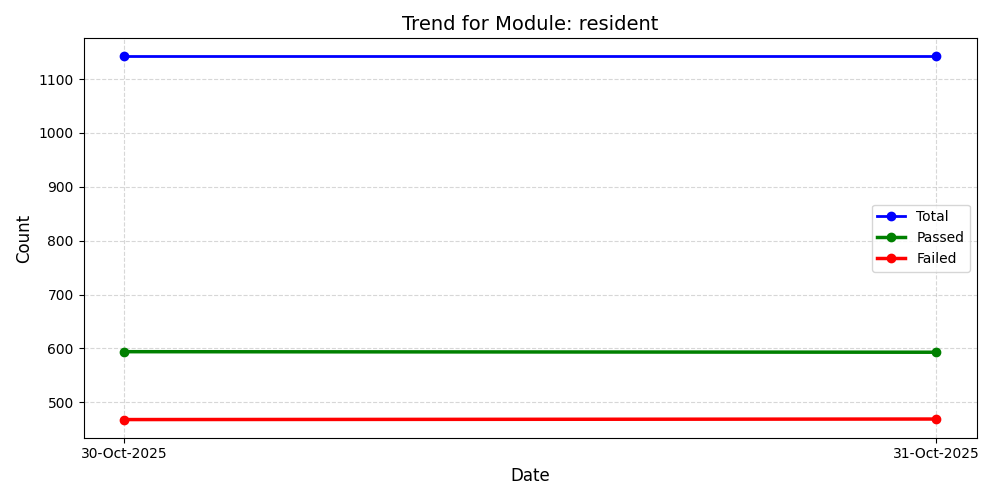 Trend for Module: resident
Count
1100
1000
900
800
700
600
500
Total
Passed
Failed
30-Oct-2025
31-Oct-2025
Date